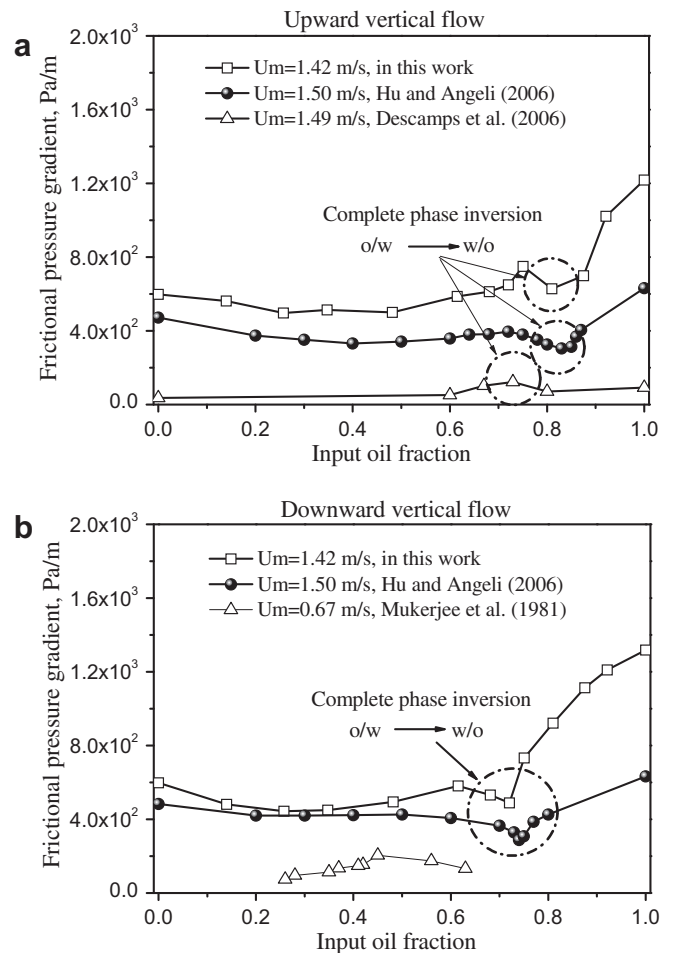 Upward vertical flow
a
2.0x10³
1.6x10³
1.2x10³
8.0x10²
4.0x10²
0.0
Frictional pressure gradient, Pa/m
Um=1.42 m/s, in this work
Um=1.50 m/s, Hu and Angeli (2006)
Um=1.49 m/s, Descamps et al. (2006)
Complete phase inversion
o/w w/o
0.0 0.2 0.4 0.6 0.8 1.0
Input oil fraction
Downward vertical flow
b
2.0x10³
1.6x10³
1.2x10³
8.0x10²
4.0x10²
0.0
Frictional pressure gradient, Pa/m
Um=1.42 m/s, in this work
Um=1.50 m/s, Hu and Angeli (2006)
Um=0.67 m/s, Mukerjee et al. (1981)
Complete phase inversion
o/w w/o
0.0 0.2 0.4 0.6 0.8 1.0
Input oil fraction